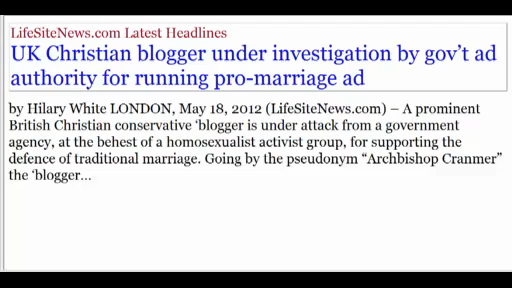 LifeSiteNews.com Latest Headlines
UK Christian blogger under investigation by gov’t ad
authority for running pro-marriage ad
by Hilary White LONDON, May 18, 2012 (LifeSiteNews.com) – A prominent
British Christian conservative ‘blogger is under attack from a government
agency, at the behest of a homosexualist activist group, for supporting the
defence of traditional marriage. Going by the pseudonym “Archbishop Cranmer”
the ‘blogger...